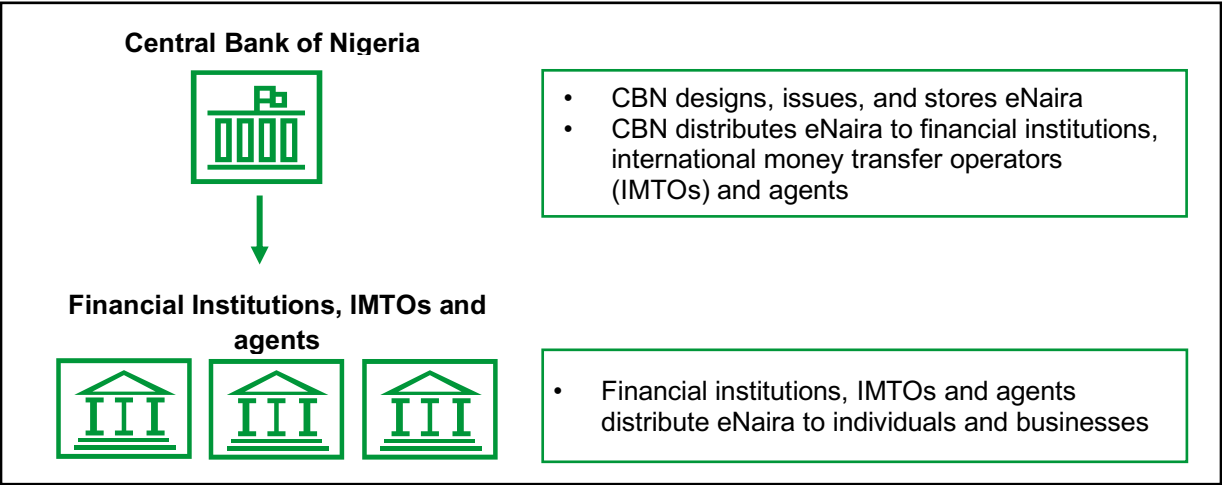 Central Bank of Nigeria
• CBN designs, issues, and stores eNaira
• CBN distributes eNaira to financial institutions,
international money transfer operators
(IMTOs) and agents
Financial Institutions, IMTOs and
agents
• Financial institutions, IMTOs and agents
distribute eNaira to individuals and businesses